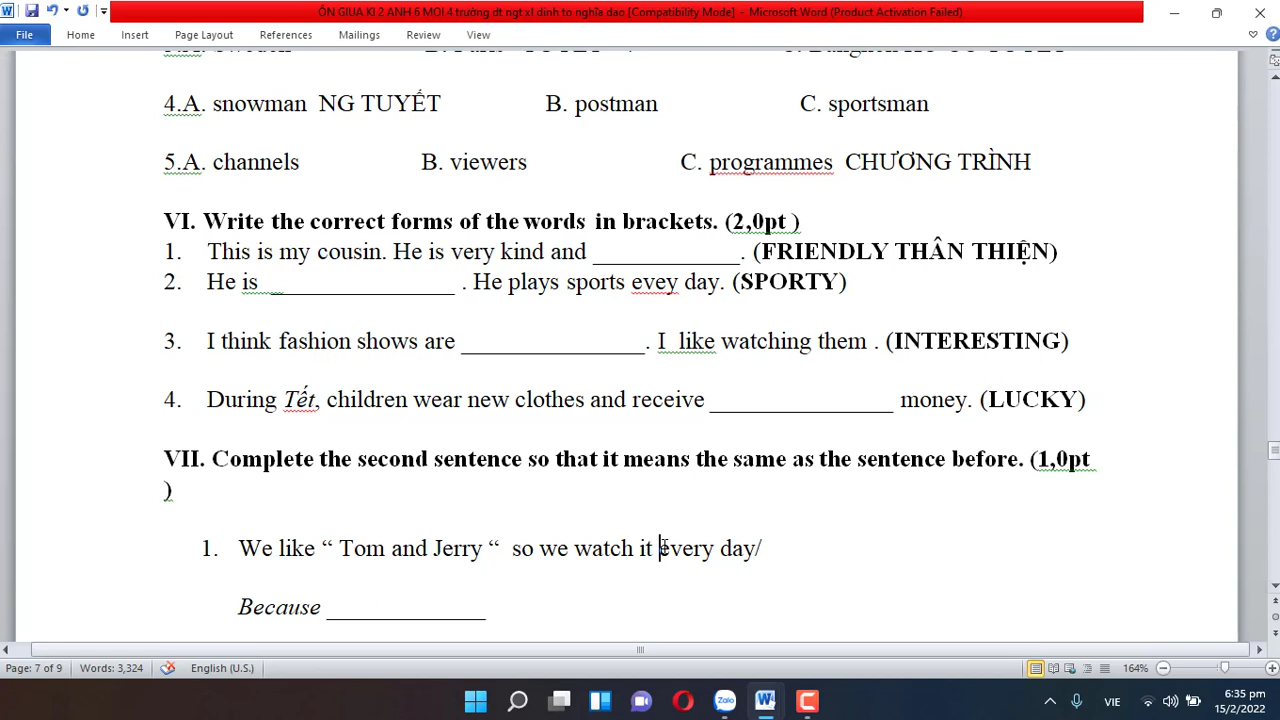 ÔN GIUA KI 2 ANH 6 MOI 4 trường dt ngt xl dinh to nghĩa dao [Compatibility Mode] - Microsoft Word (Product Activation Failed)
File Home Insert Page Layout References Mailings Review View
4.A. snowman NG TUYẾT B. postman C. sportsman
5.A. channels B. viewers C. programmes CHƯƠNG TRÌNH
VI. Write the correct forms of the words in brackets. (2,0pt )
1. This is my cousin. He is very kind and ____________. (FRIENDLY THÂN THIỆN)
2. He is _______________ . He plays sports evey day. (SPORTY)
3. I think fashion shows are _______________. I like watching them . (INTERESTING)
4. During Tết, children wear new clothes and receive _______________ money. (LUCKY)
VII. Complete the second sentence so that it means the same as the sentence before. (1,0pt
)
1. We like “ Tom and Jerry “ so we watch it every day/
Because _____________
Page: 7 of 9 Words: 3,324 English (U.S.) 164%
Zalo VIE 6:35 pm
15/2/2022